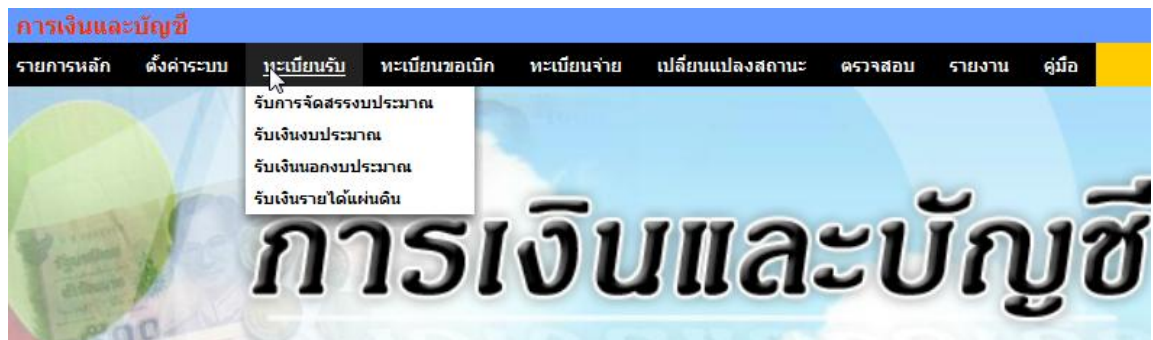 การเงินและบัญชี
รายการหลัก ตั้งค่าระบบ ทะเบียนรับ ทะเบียนขอเบิก ทะเบียนจ่าย เปลี่ยนแปลงสถานะ ตรวจสอบ รายงาน คู่มือ
รับการจัดสรรงบประมาณ
รับเงินงบประมาณ
รับเงินนอกงบประมาณ
รับเงินรายได้แผ่นดิน
การเงินและบัญชี